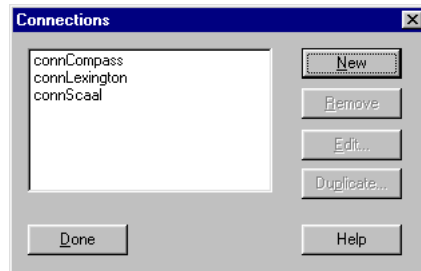 Connections
connCompass
connLexington
connScaal
New
Remove
Edit...
Duplicate...
Done
Help